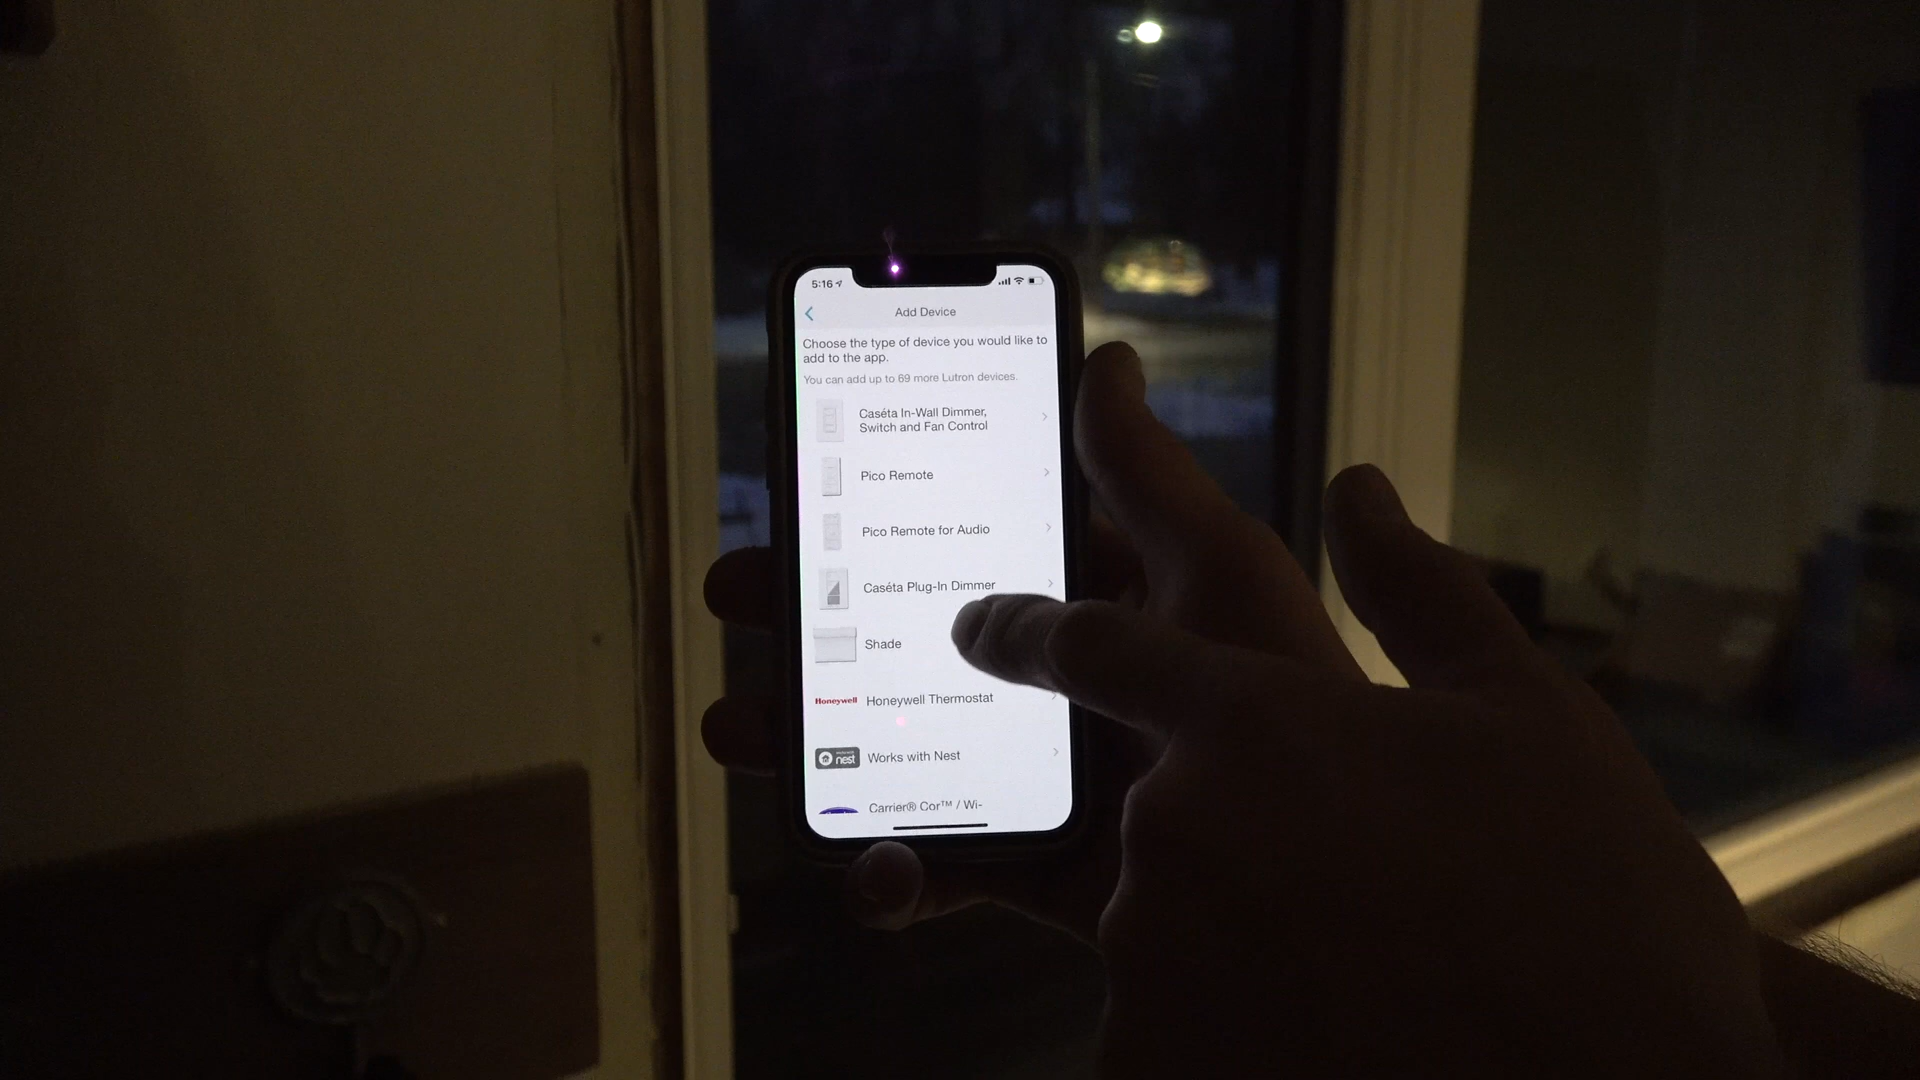 5:16
Add Device
Choose the type of device you would like to
add to the app.
You can add up to 69 more Lutron devices.
Caséta In-Wall Dimmer,
Switch and Fan Control
Pico Remote
Pico Remote for Audio
Caséta Plug-In Dimmer
Shade
Honeywell Honeywell Thermostat
nest Works with Nest
Carrier® Cor™ / Wi-